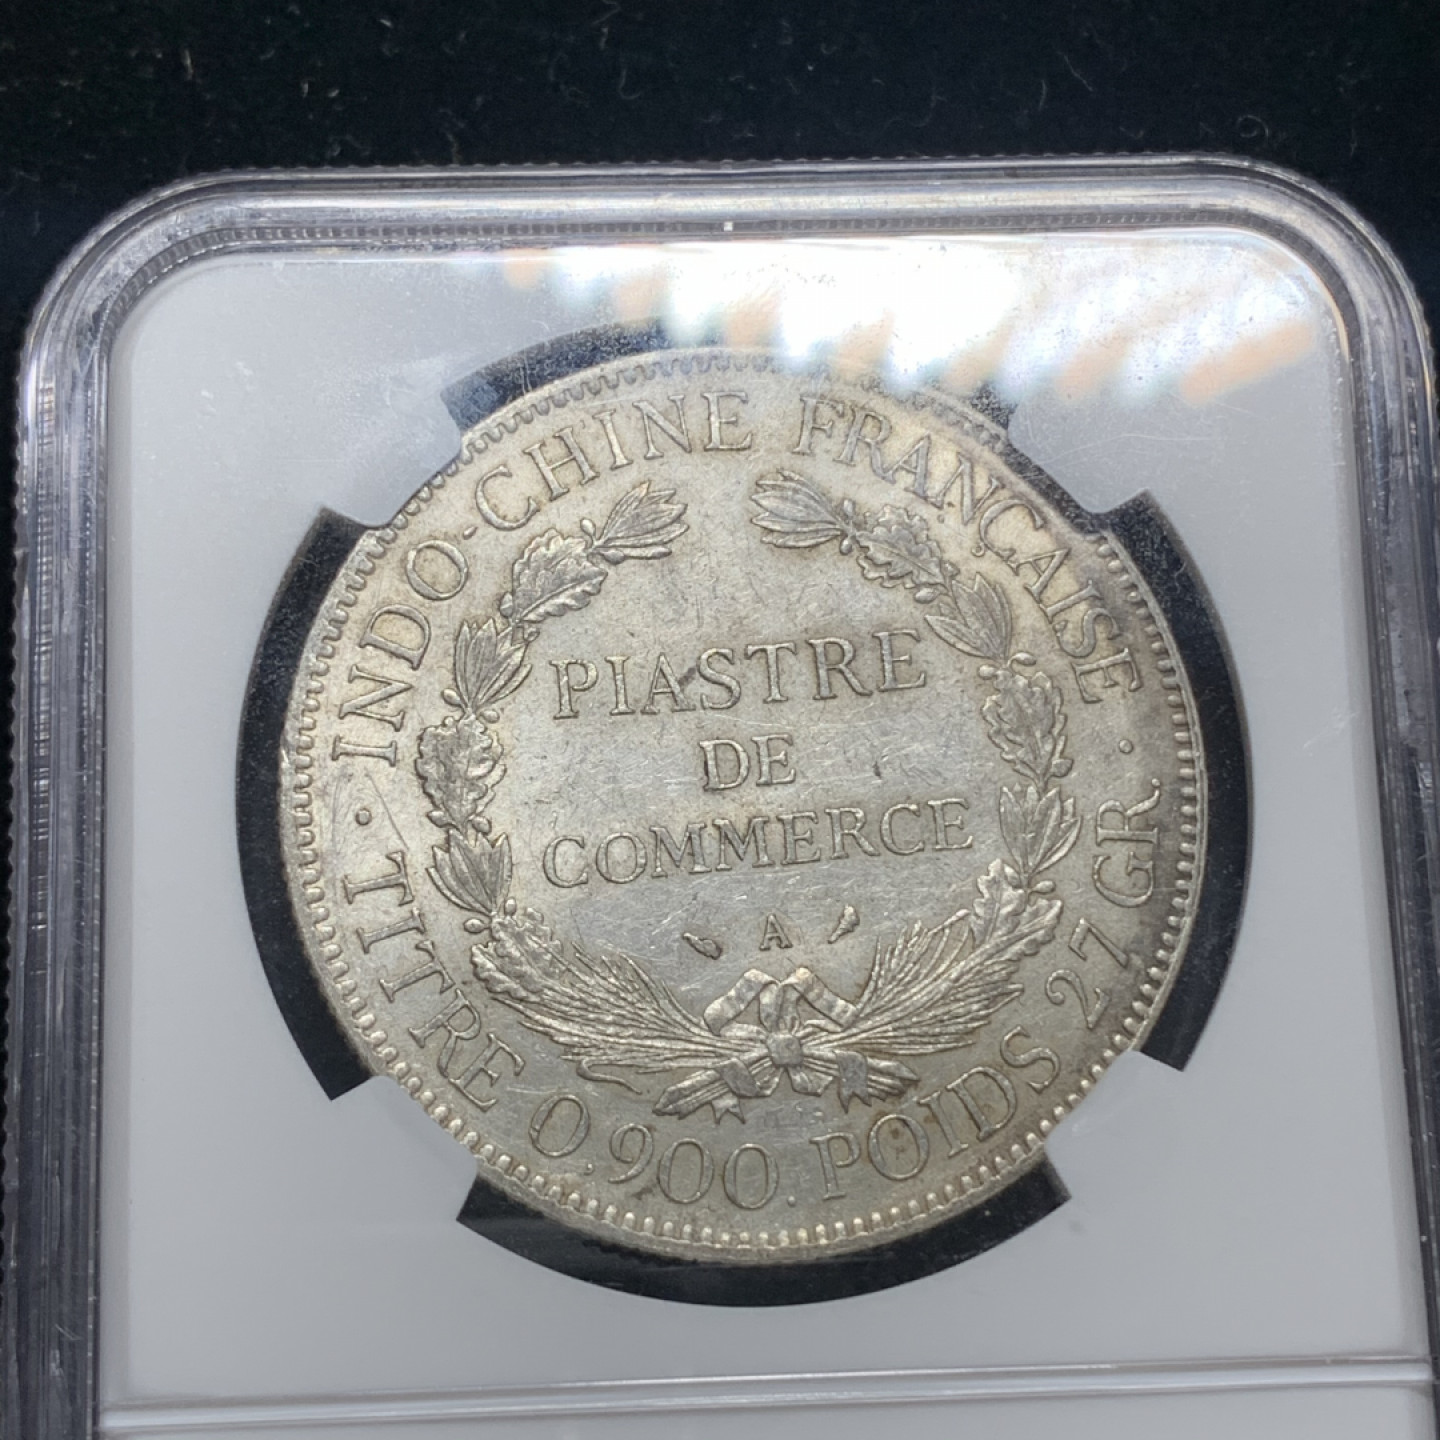 INDO-CHINE FRANÇAISE
· TITRE 0,900. POIDS 27 GR. ·
PIASTRE
DE
COMMERCE
A